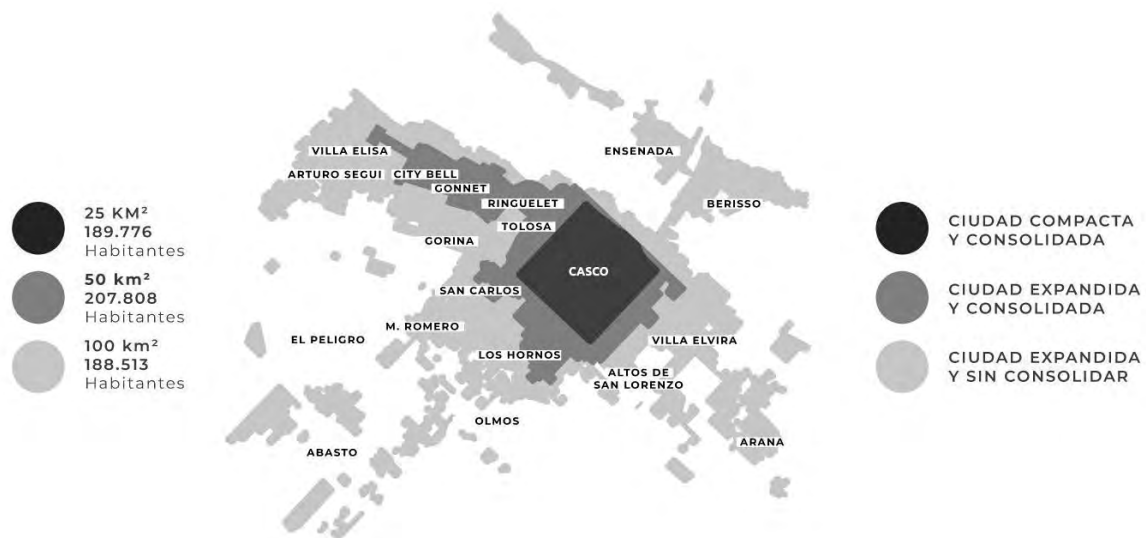 25 KM²
189.776
Habitantes
50 km²
207.808
Habitantes
100 km²
188.513
Habitantes
VILLA ELISA
ARTURO SEGUI
CITY BELL
GONNET
RINGUELET
TOLOSA
GORINA
ENSENADA
BERISSO
CASCO
SAN CARLOS
M. ROMERO
EL PELIGRO
LOS HORNOS
VILLA ELVIRA
ALTOS DE
SAN LORENZO
OLMOS
ABASTO
ARANA
CIUDAD COMPACTA
Y CONSOLIDADA
CIUDAD EXPANDIDA
Y CONSOLIDADA
CIUDAD EXPANDIDA
Y SIN CONSOLIDAR